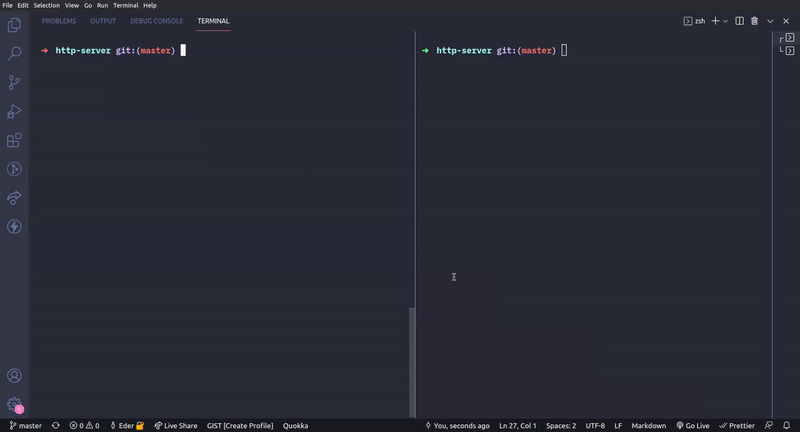 File Edit Selection View Go Run Terminal Help
PROBLEMS OUTPUT DEBUG CONSOLE TERMINAL
zsh
➜ http-server git:(master)
➜ http-server git:(master)
1
master 0 0 Eder Live Share GIST [Create Profile] Quokka You, seconds ago Ln 27, Col 1 Spaces: 2 UTF-8 LF Markdown Go Live Prettier